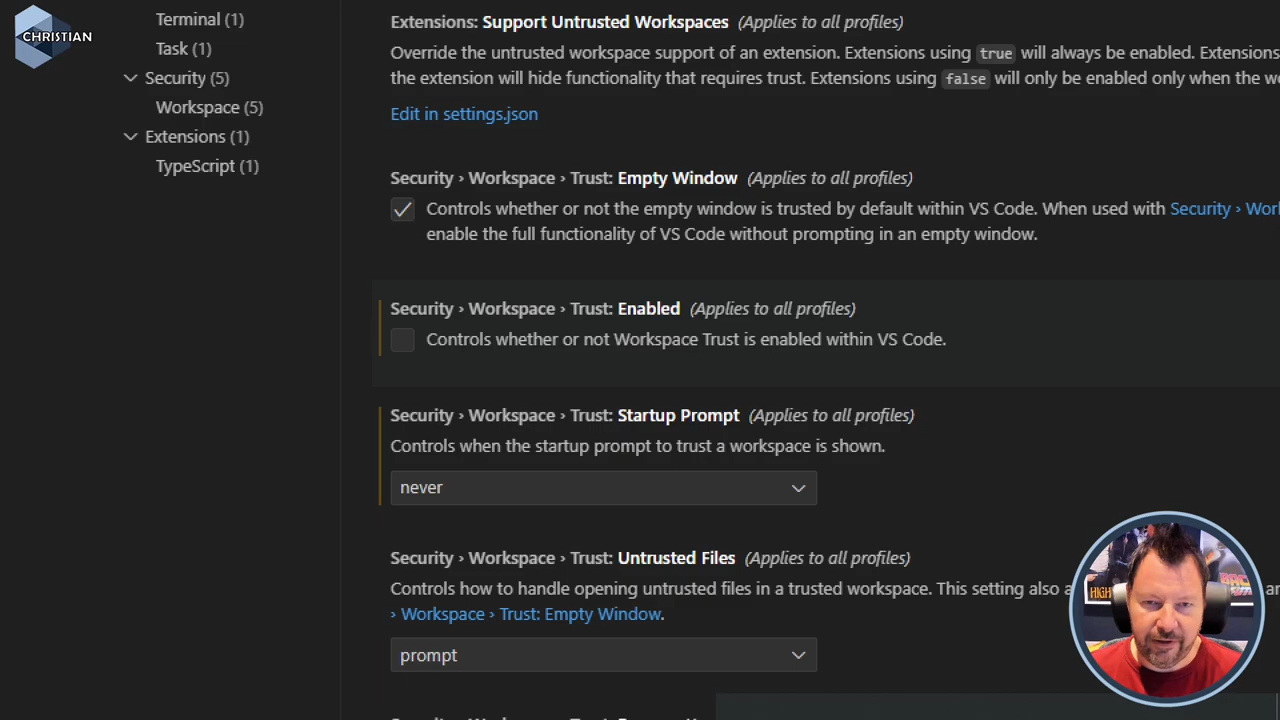 CHRISTIAN
Terminal (1)
Task (1)
Security (5)
Workspace (5)
Extensions (1)
TypeScript (1)
Extensions: Support Untrusted Workspaces (Applies to all profiles)
Override the untrusted workspace support of an extension. Extensions using true will always be enabled. Extensions
the extension will hide functionality that requires trust. Extensions using false will only be enabled only when the
Edit in settings.json
Security › Workspace › Trust: Empty Window (Applies to all profiles)
Controls whether or not the empty window is trusted by default within VS Code. When used with Security ›
enable the full functionality of VS Code without prompting in an empty window.
Security › Workspace › Trust: Enabled (Applies to all profiles)
Controls whether or not Workspace Trust is enabled within VS Code.
Security › Workspace › Trust: Startup Prompt (Applies to all profiles)
Controls when the startup prompt to trust a workspace is shown.
never
Security › Workspace › Trust: Untrusted Files (Applies to all profiles)
Controls how to handle opening untrusted files in a trusted workspace. This setting also
› Workspace › Trust: Empty Window.
prompt